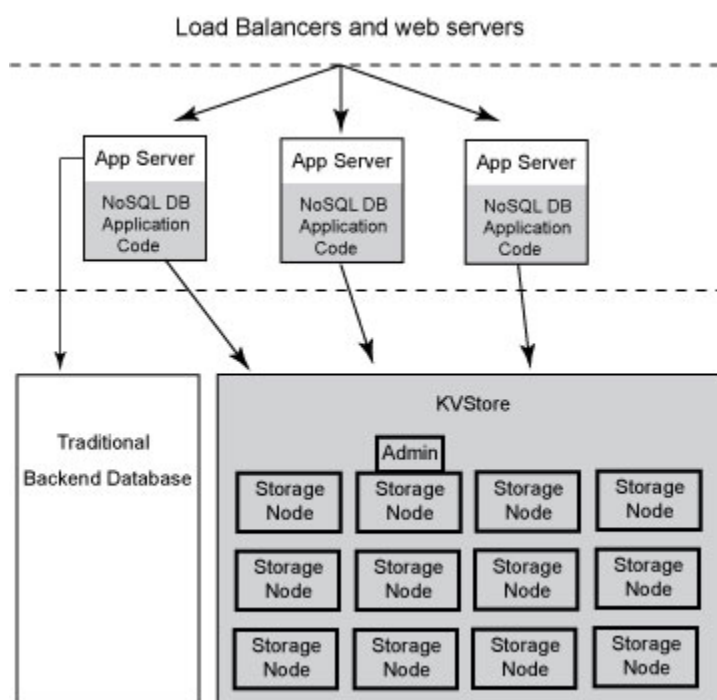 Load Balancers and web servers
App Server
NoSQL DB
Application
Code
App Server
NoSQL DB
Application
Code
App Server
NoSQL DB
Application
Code
Traditional
Backend Database
KVStore
Admin
Storage
Node
Storage
Node
Storage
Node
Storage
Node
Storage
Node
Storage
Node
Storage
Node
Storage
Node
Storage
Node
Storage
Node
Storage
Node
Storage
Node